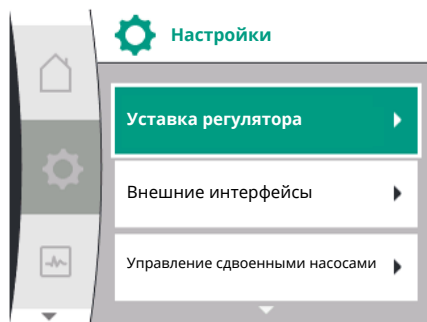 Настройки
Уставка регулятора
Внешние интерфейсы
Управление сдвоенными насосами